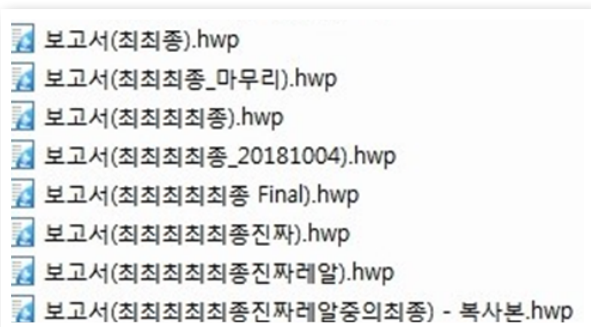 보고서(최최종).hwp
보고서(최최최종_마무리).hwp
보고서(최최최최종).hwp
보고서(최최최최종_20181004).hwp
보고서(최최최최최종 Final).hwp
보고서(최최최최최종진짜).hwp
보고서(최최최최최종진짜레알).hwp
보고서(최최최최최종진짜레알중의최종) - 복사본.hwp